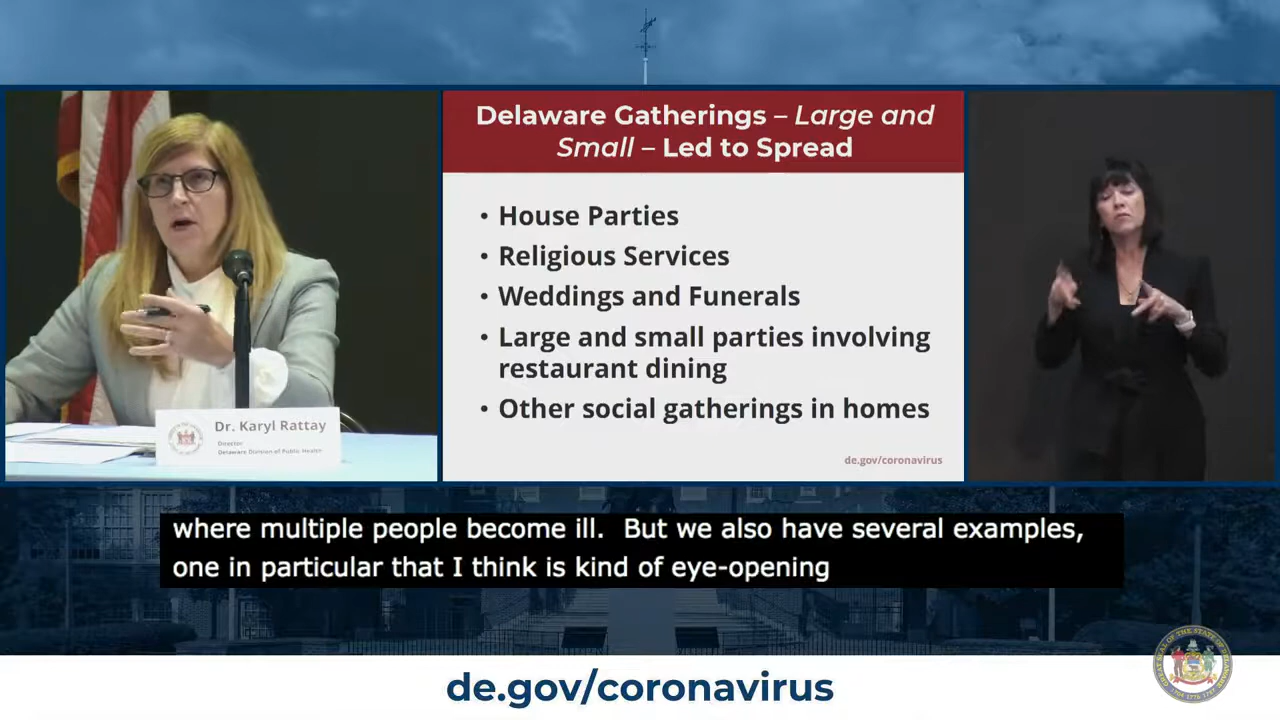 Delaware Gatherings – Large and
Small – Led to Spread
• House Parties
• Religious Services
• Weddings and Funerals
• Large and small parties involving
restaurant dining
• Other social gatherings in homes
de.gov/coronavirus
Dr. Karyl Rattay
Director
Delaware Division of Public Health
where multiple people become ill. But we also have several examples,
one in particular that I think is kind of eye-opening
de.gov/coronavirus